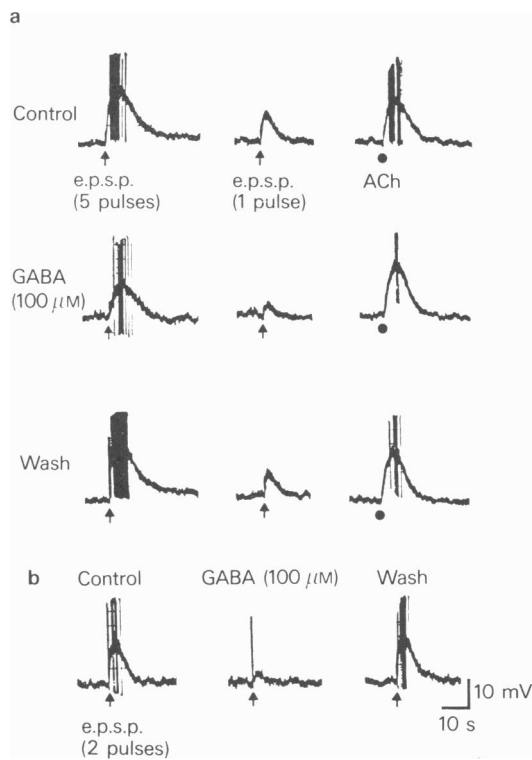 a
Control
e.p.s.p.
(5 pulses)
e.p.s.p.
(1 pulse)
ACh
GABA
(100 μM)
Wash
b Control GABA (100 μM) Wash
10 mV
10 s
e.p.s.p.
(2 pulses)